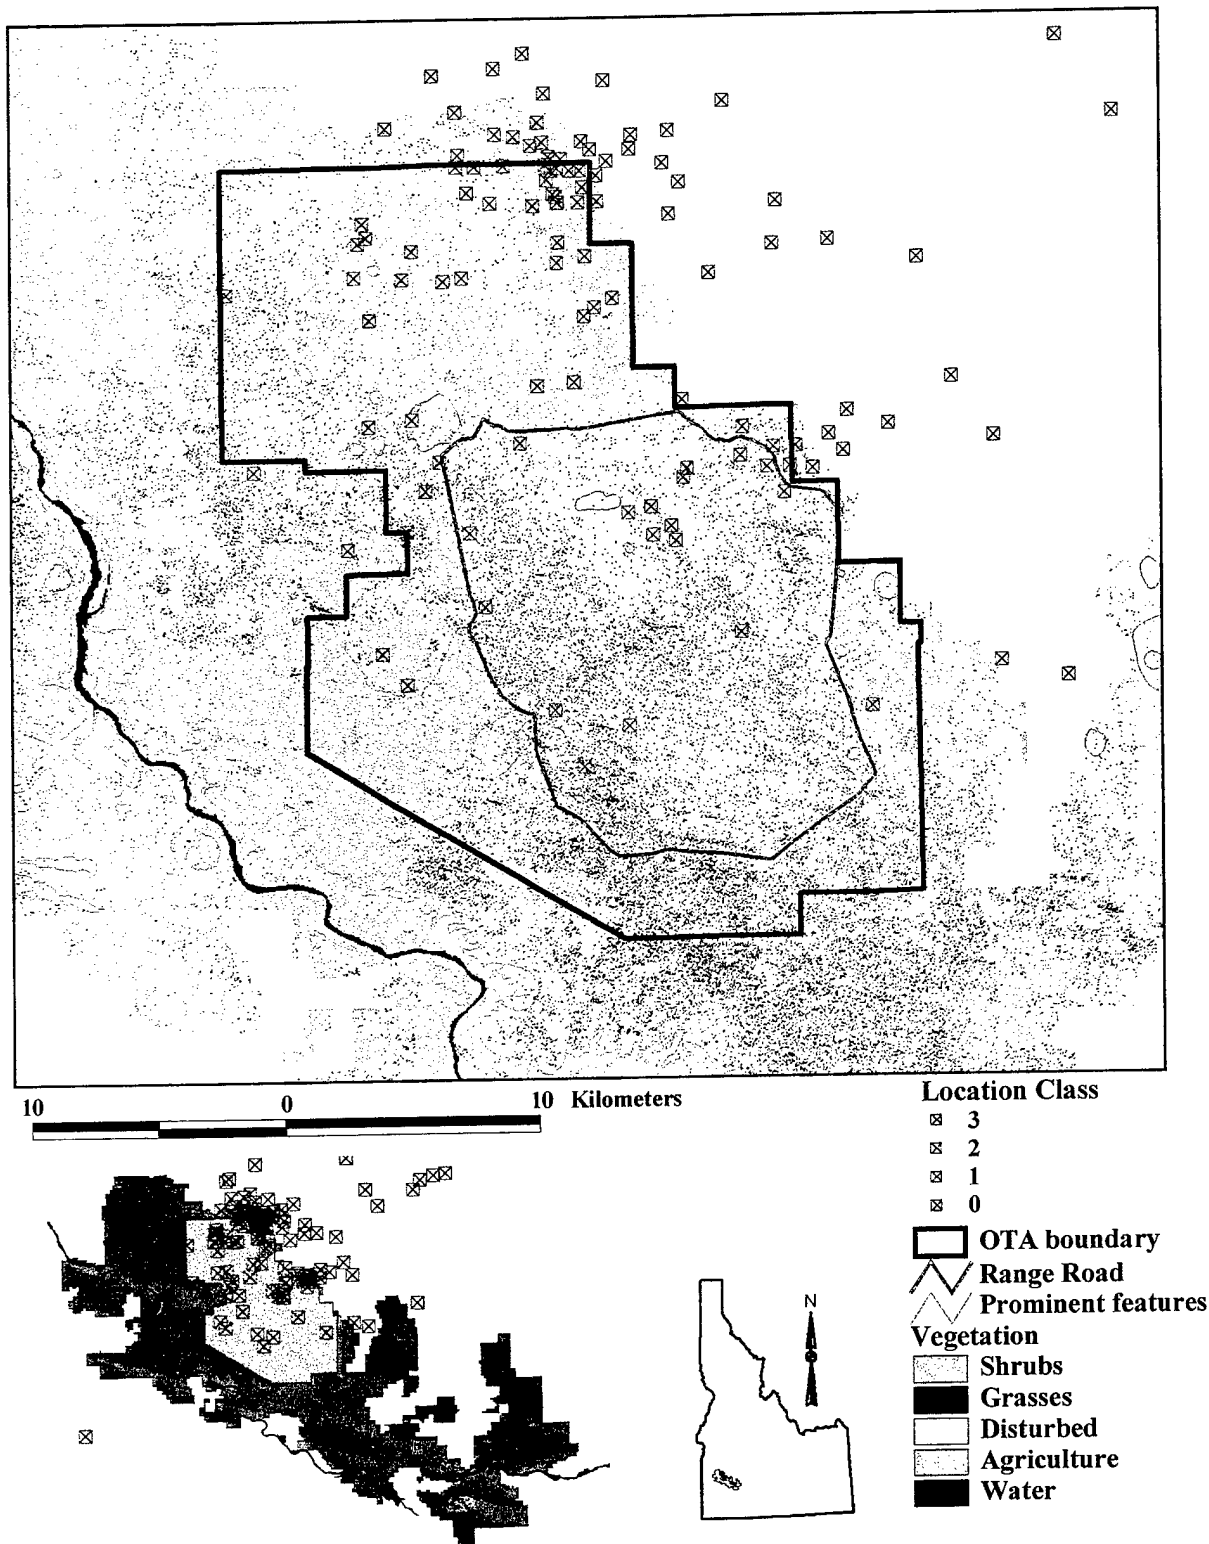 10 0 10 Kilometers
Location Class
3
2
1
0
OTA boundary
Range Road
Prominent features
Vegetation
Shrubs
Grasses
Disturbed
Agriculture
Water
N